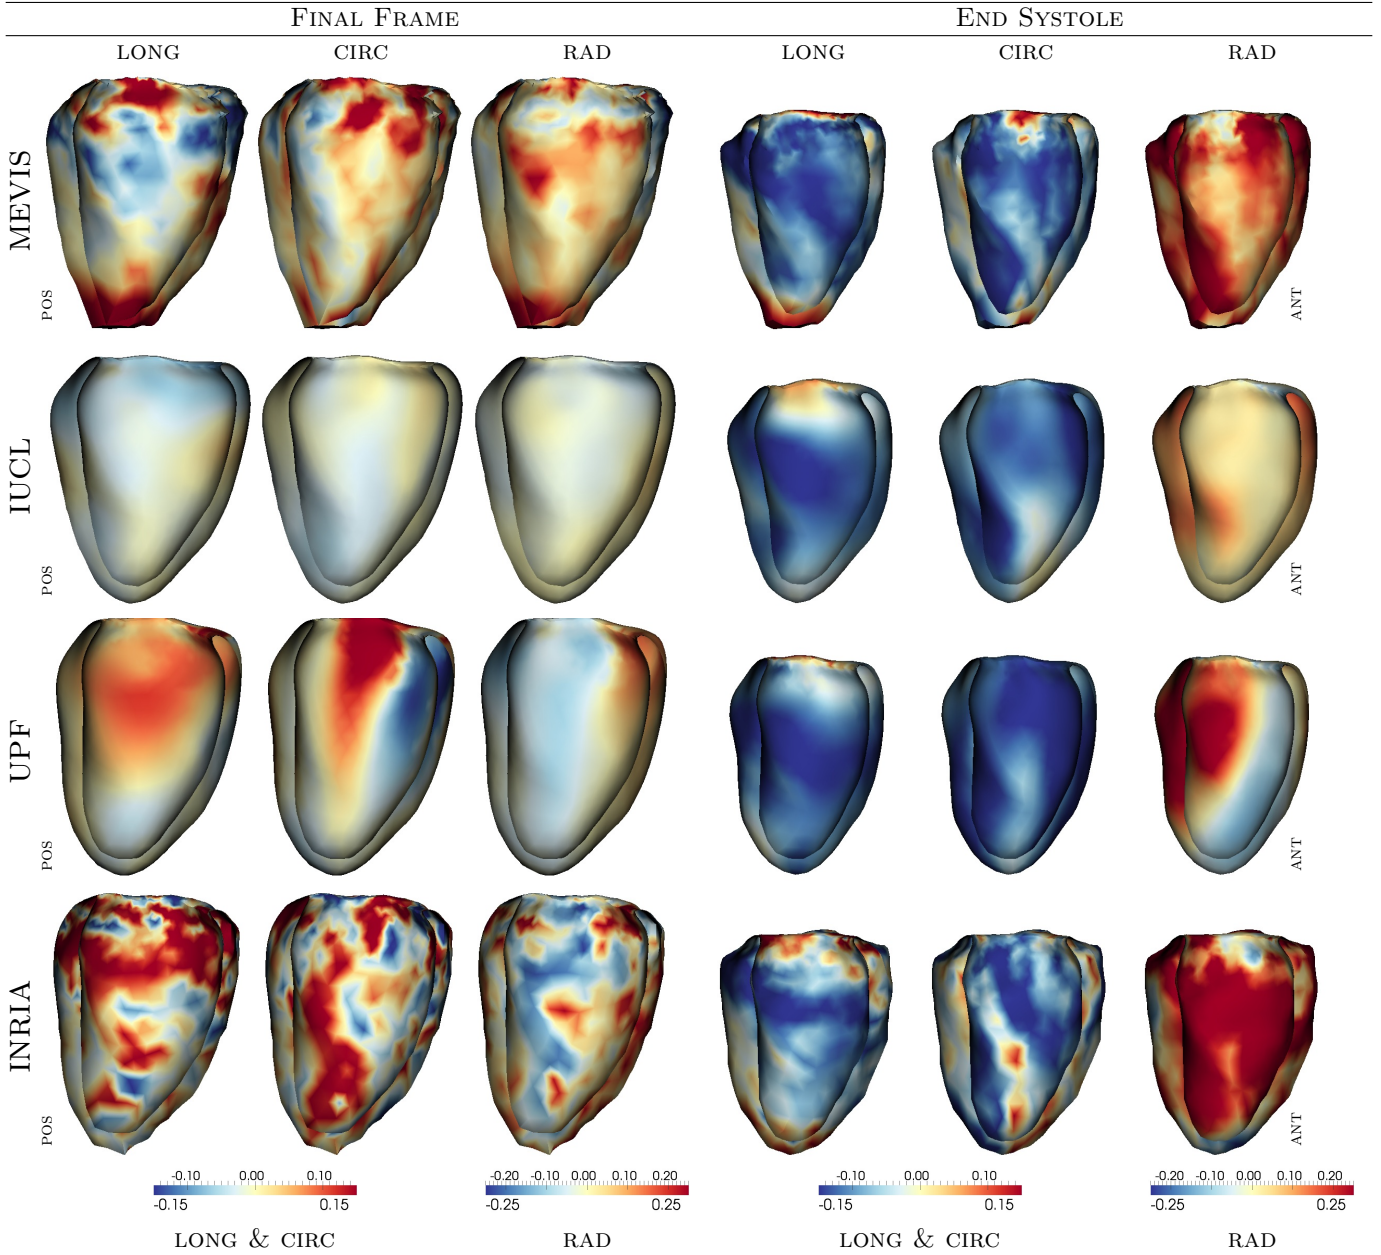 FINAL FRAME END SYSTOLE
LONG CIRC RAD LONG CIRC RAD
MEVIS
POS ANT
IUCL
POS ANT
UPF
POS ANT
INRIA
POS ANT
-0.10 0.00 0.10 -0.20 -0.10 0.00 0.10 0.20 -0.10 0.00 0.10 -0.20 -0.10 0.00 0.10 0.20
-0.15 0.15 -0.25 0.25 -0.15 0.15 -0.25 0.25
LONG & CIRC RAD LONG & CIRC RAD